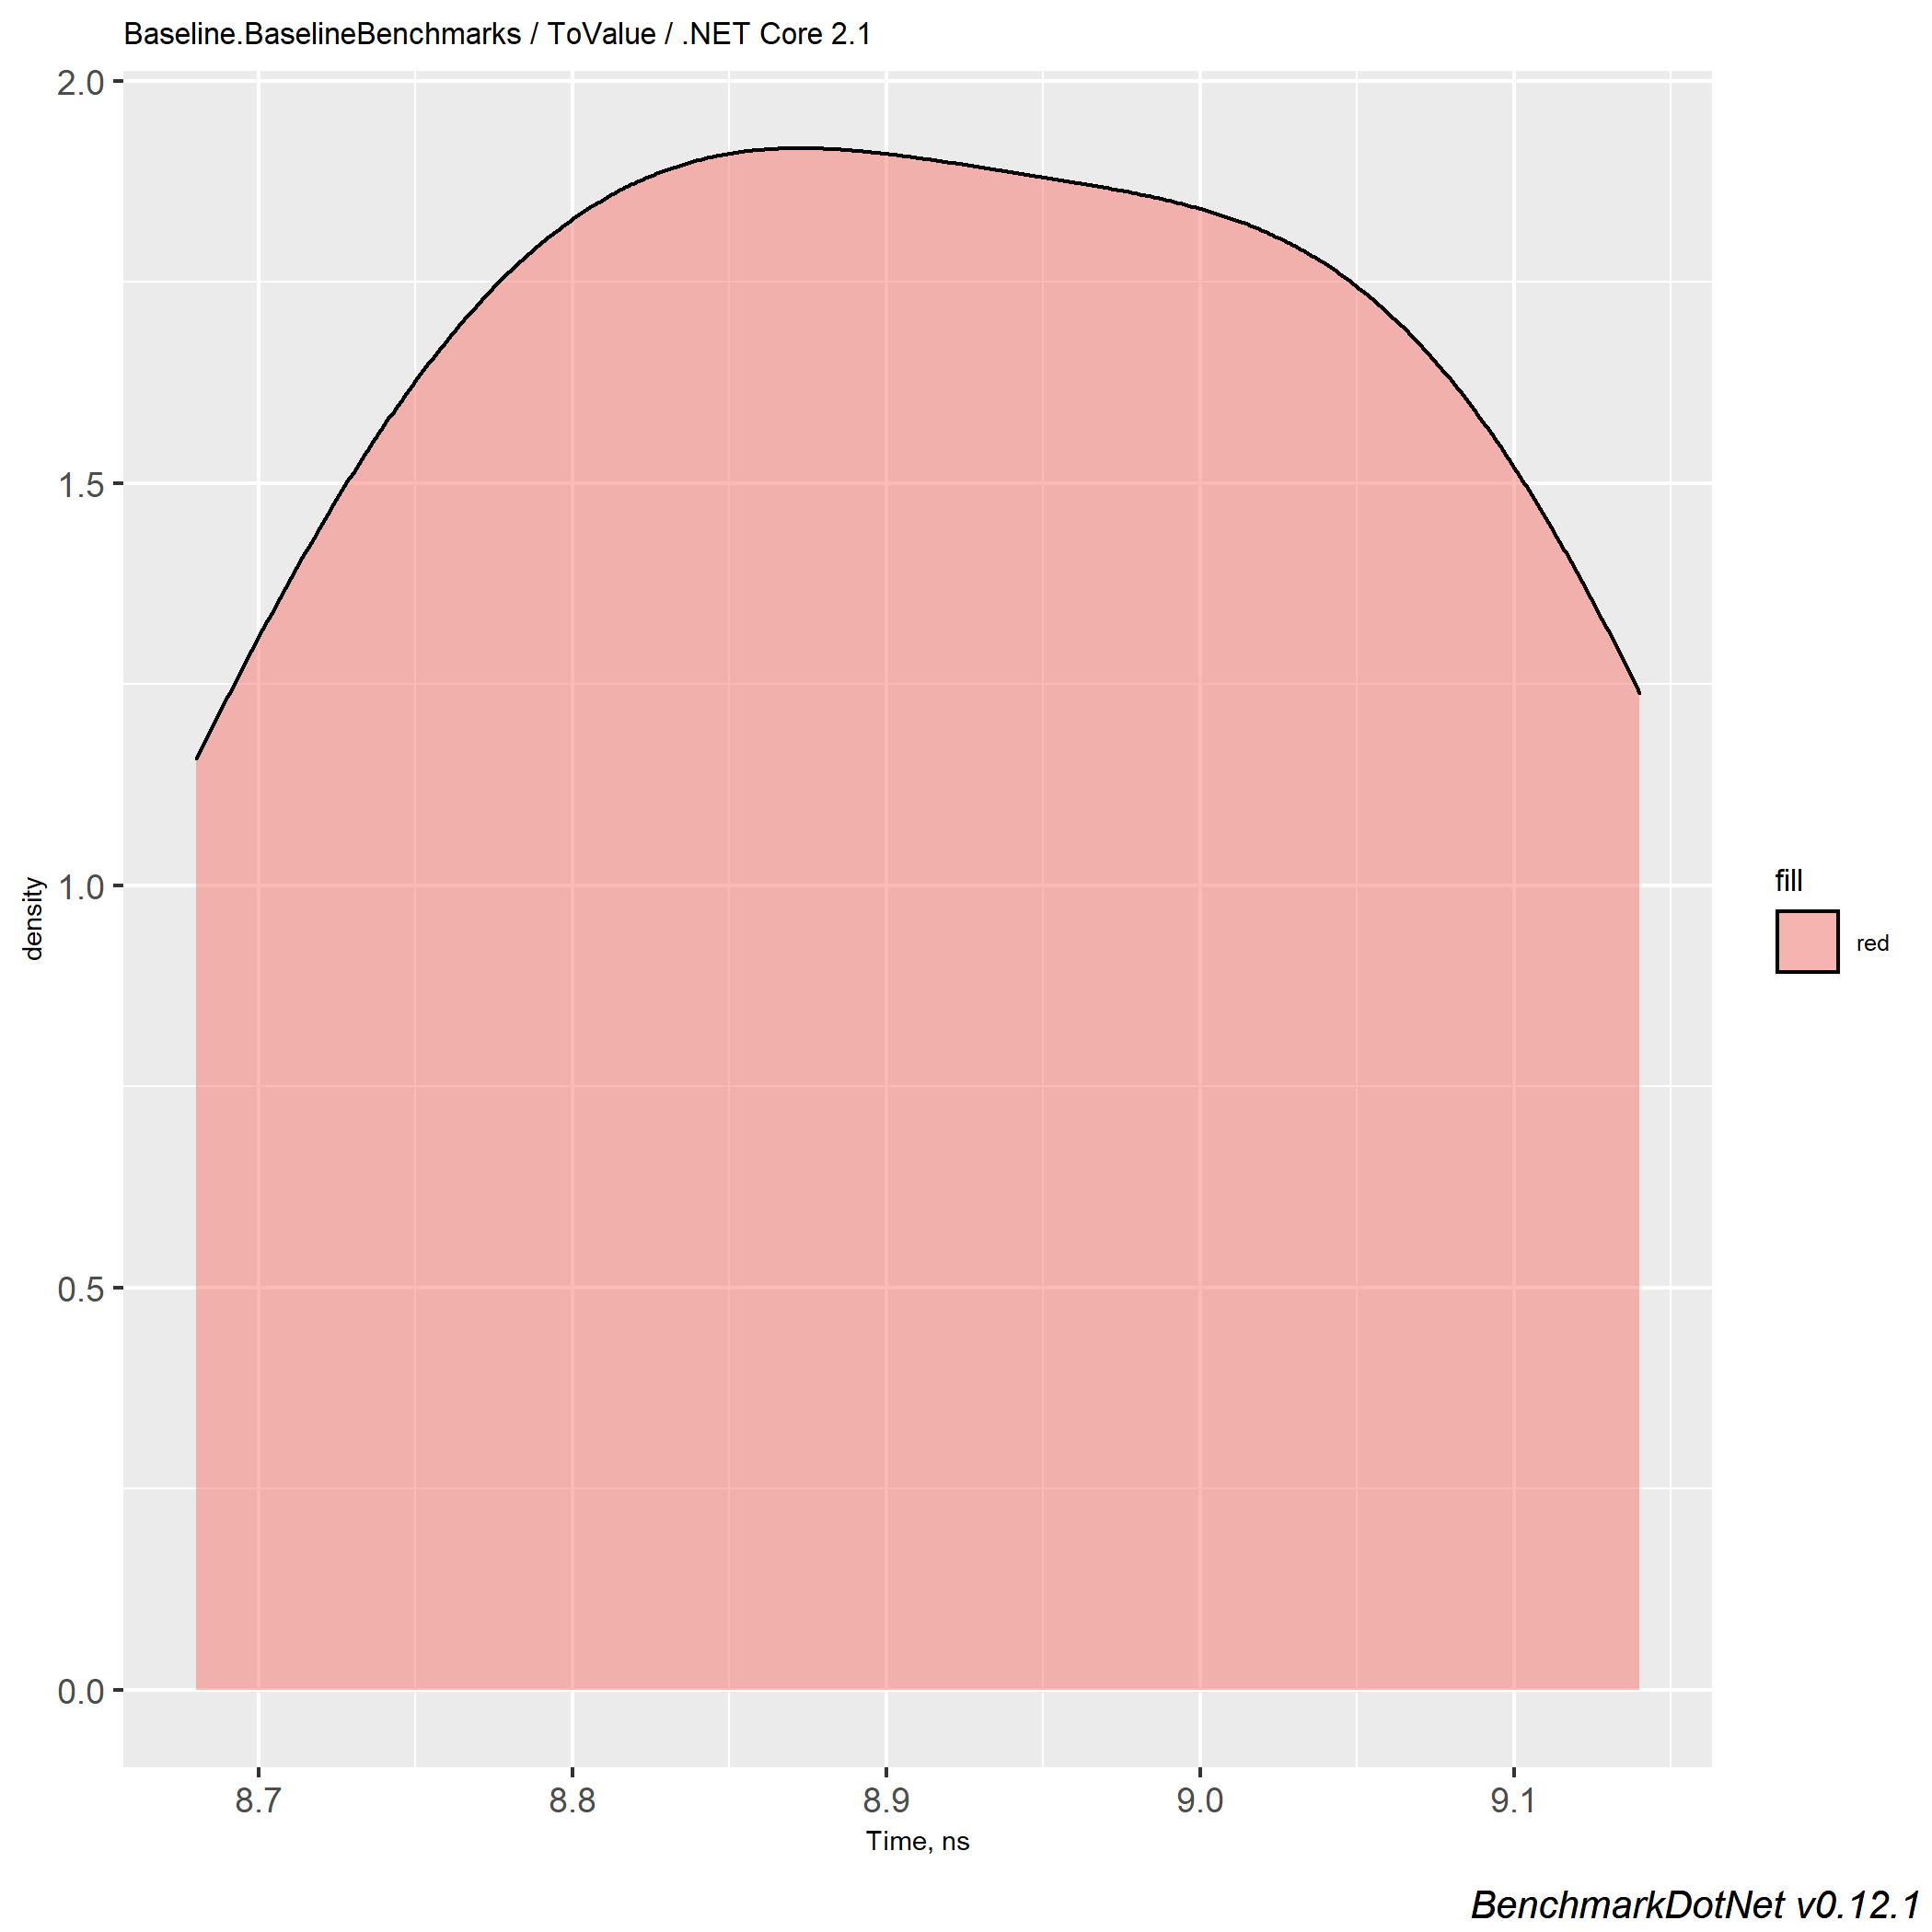 Baseline.BaselineBenchmarks / ToValue / .NET Core 2.1
2.0
1.5
1.0
0.5
0.0
density
8.7 8.8 8.9 9.0 9.1
Time, ns
fill
red
BenchmarkDotNet v0.12.1